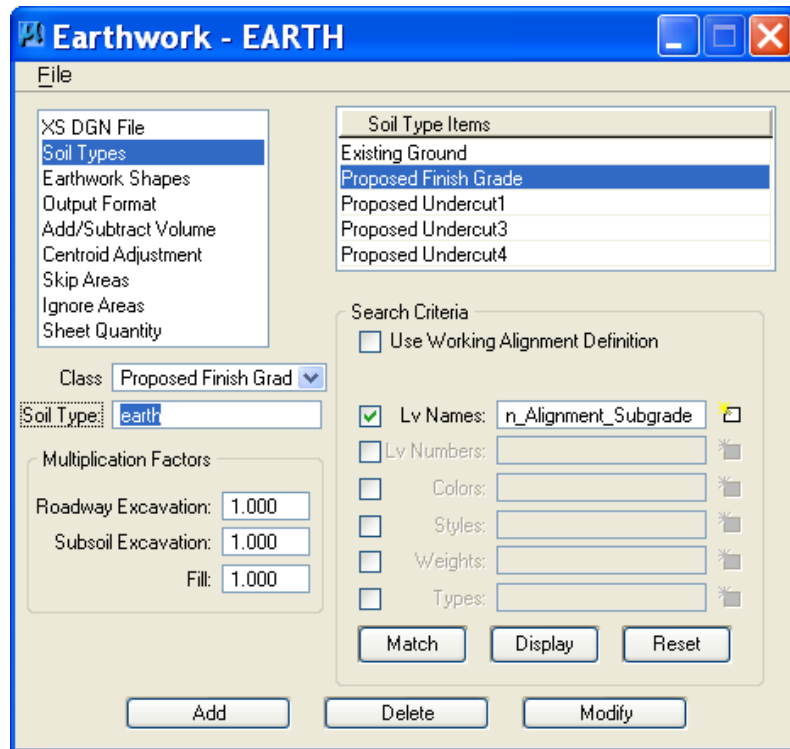 Earthwork - EARTH
File
XS DGN File
Soil Types
Earthwork Shapes
Output Format
Add/Subtract Volume
Centroid Adjustment
Skip Areas
Ignore Areas
Sheet Quantity
Soil Type Items
Existing Ground
Proposed Finish Grade
Proposed Undercut1
Proposed Undercut3
Proposed Undercut4
Class Proposed Finish Grad
Soil Type: earth
Multiplication Factors
Roadway Excavation: 1.000
Subsoil Excavation: 1.000
Fill: 1.000
Search Criteria
Use Working Alignment Definition
Lv Names: n_Alignment_Subgrade
Lv Numbers:
Colors:
Styles:
Weights:
Types:
Match Display Reset
Add Delete Modify